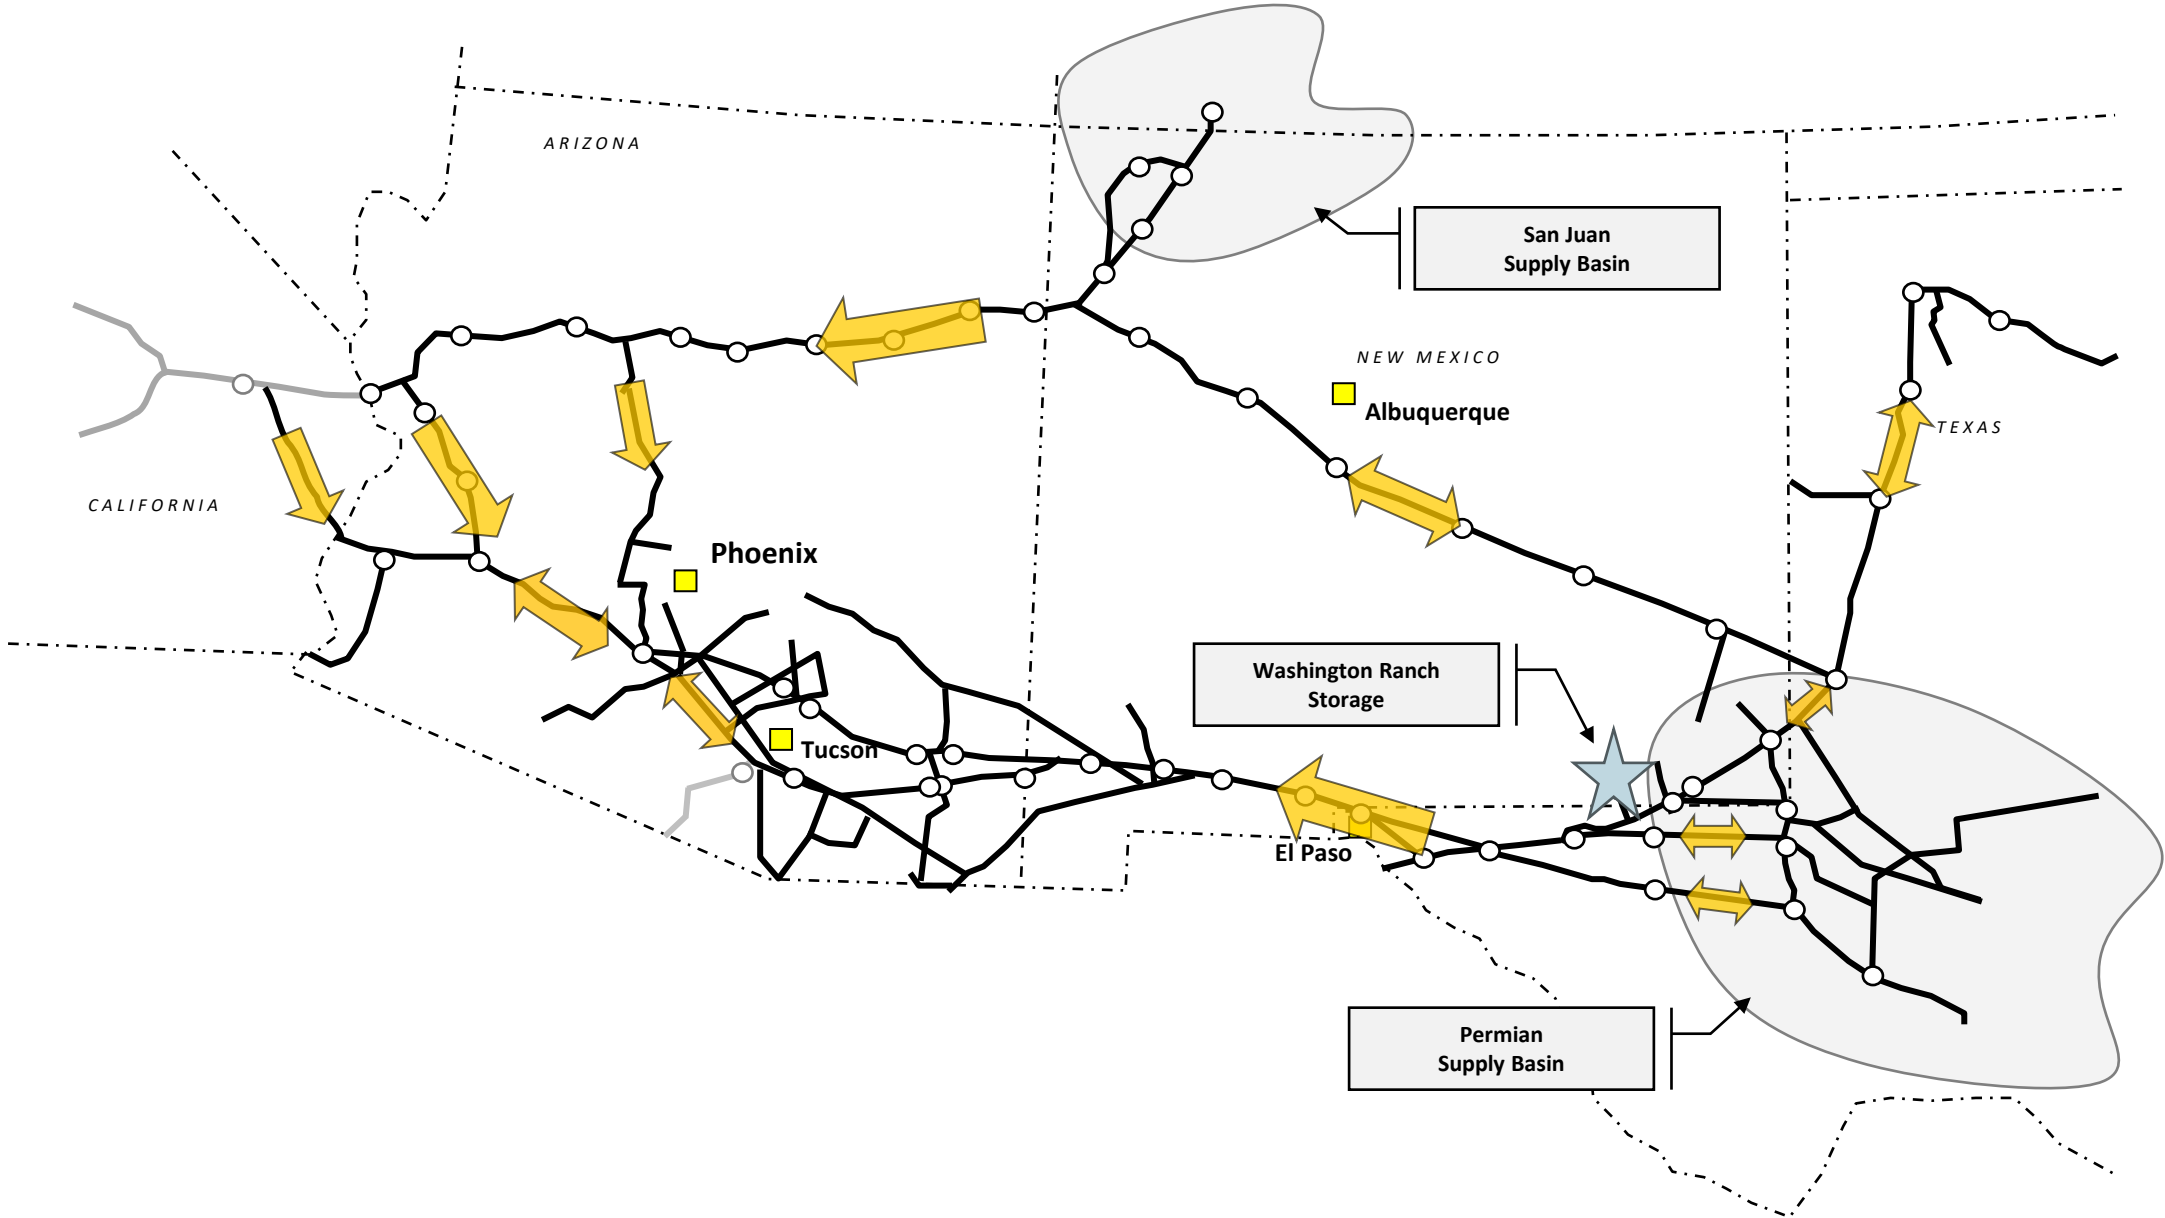 ARIZONA
San Juan
Supply Basin
NEW MEXICO
Albuquerque
TEXAS
CALIFORNIA
Phoenix
Washington Ranch
Storage
Tucson
El Paso
Permian
Supply Basin